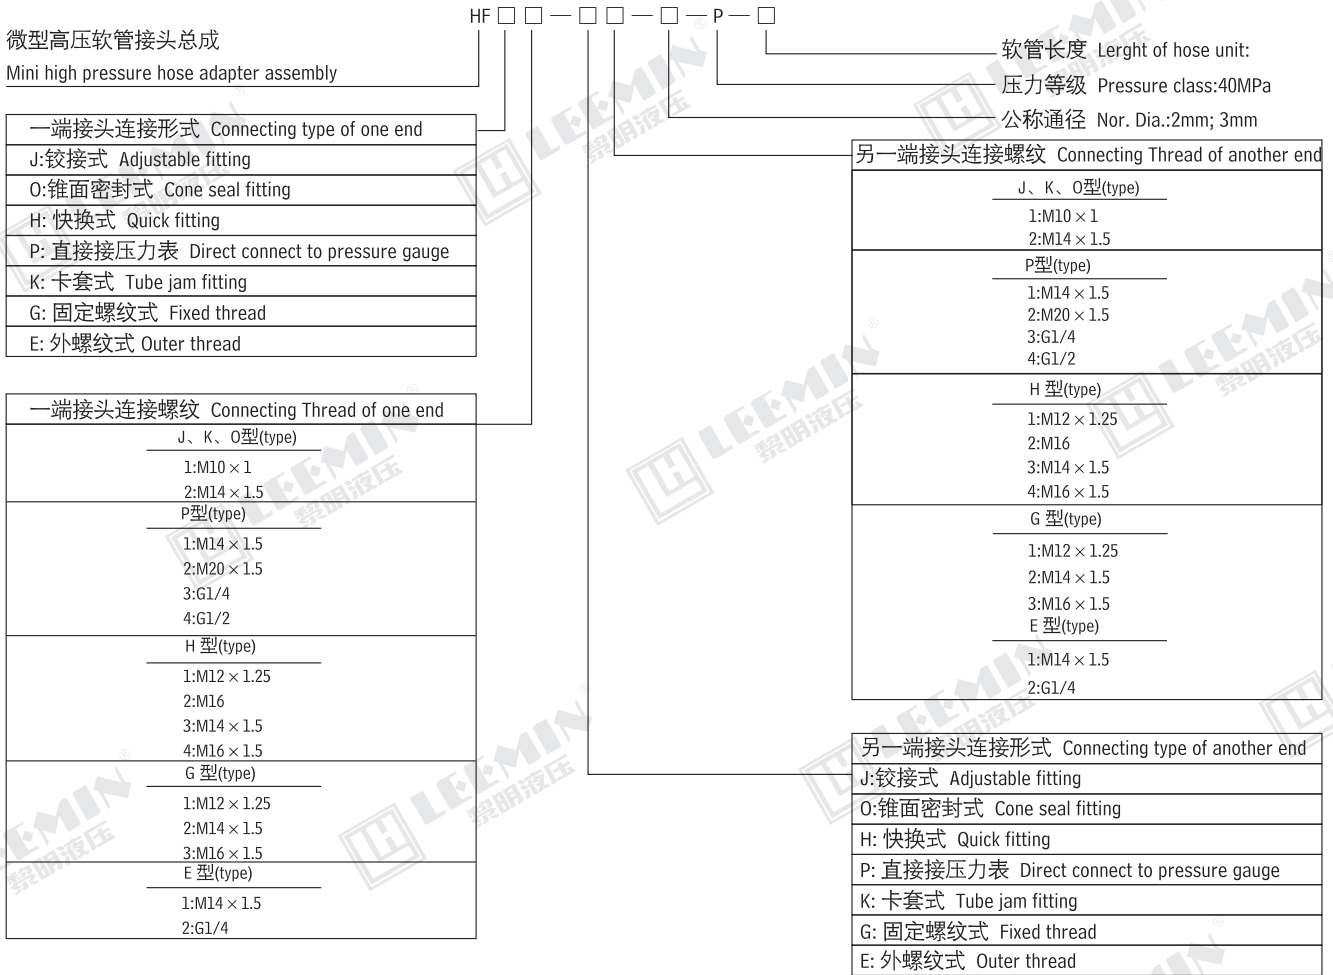 HF□□—□□—□—P—□
微型高压软管接头总成
Mini high pressure hose adapter assembly
一端接头连接形式 Connecting type of one end
J:铰接式 Adjustable fitting
O:锥面密封式 Cone seal fitting
H: 快换式 Quick fitting
P: 直接接压力表 Direct connect to pressure gauge
K: 卡套式 Tube jam fitting
G: 固定螺纹式 Fixed thread
E: 外螺纹式 Outer thread
一端接头连接螺纹 Connecting Thread of one end
J、K、O型(type)
1:M10×1
2:M14×1.5
P型(type)
1:M14×1.5
2:M20×1.5
3:G1/4
4:G1/2
H 型(type)
1:M12×1.25
2:M16
3:M14×1.5
4:M16×1.5
G 型(type)
1:M12×1.25
2:M14×1.5
3:M16×1.5
E 型(type)
1:M14×1.5
2:G1/4
软管长度 Lerght of hose unit:
压力等级 Pressure class:40MPa
公称通径 Nor. Dia.:2mm; 3mm
另一端接头连接螺纹 Connecting Thread of another end
J、K、O型(type)
1:M10×1
2:M14×1.5
P型(type)
1:M14×1.5
2:M20×1.5
3:G1/4
4:G1/2
H 型(type)
1:M12×1.25
2:M16
3:M14×1.5
4:M16×1.5
G 型(type)
1:M12×1.25
2:M14×1.5
3:M16×1.5
E 型(type)
1:M14×1.5
2:G1/4
另一端接头连接形式 Connecting type of another end
J:铰接式 Adjustable fitting
O:锥面密封式 Cone seal fitting
H: 快换式 Quick fitting
P: 直接接压力表 Direct connect to pressure gauge
K: 卡套式 Tube jam fitting
G: 固定螺纹式 Fixed thread
E: 外螺纹式 Outer thread
LEEMIN®
黎明液压